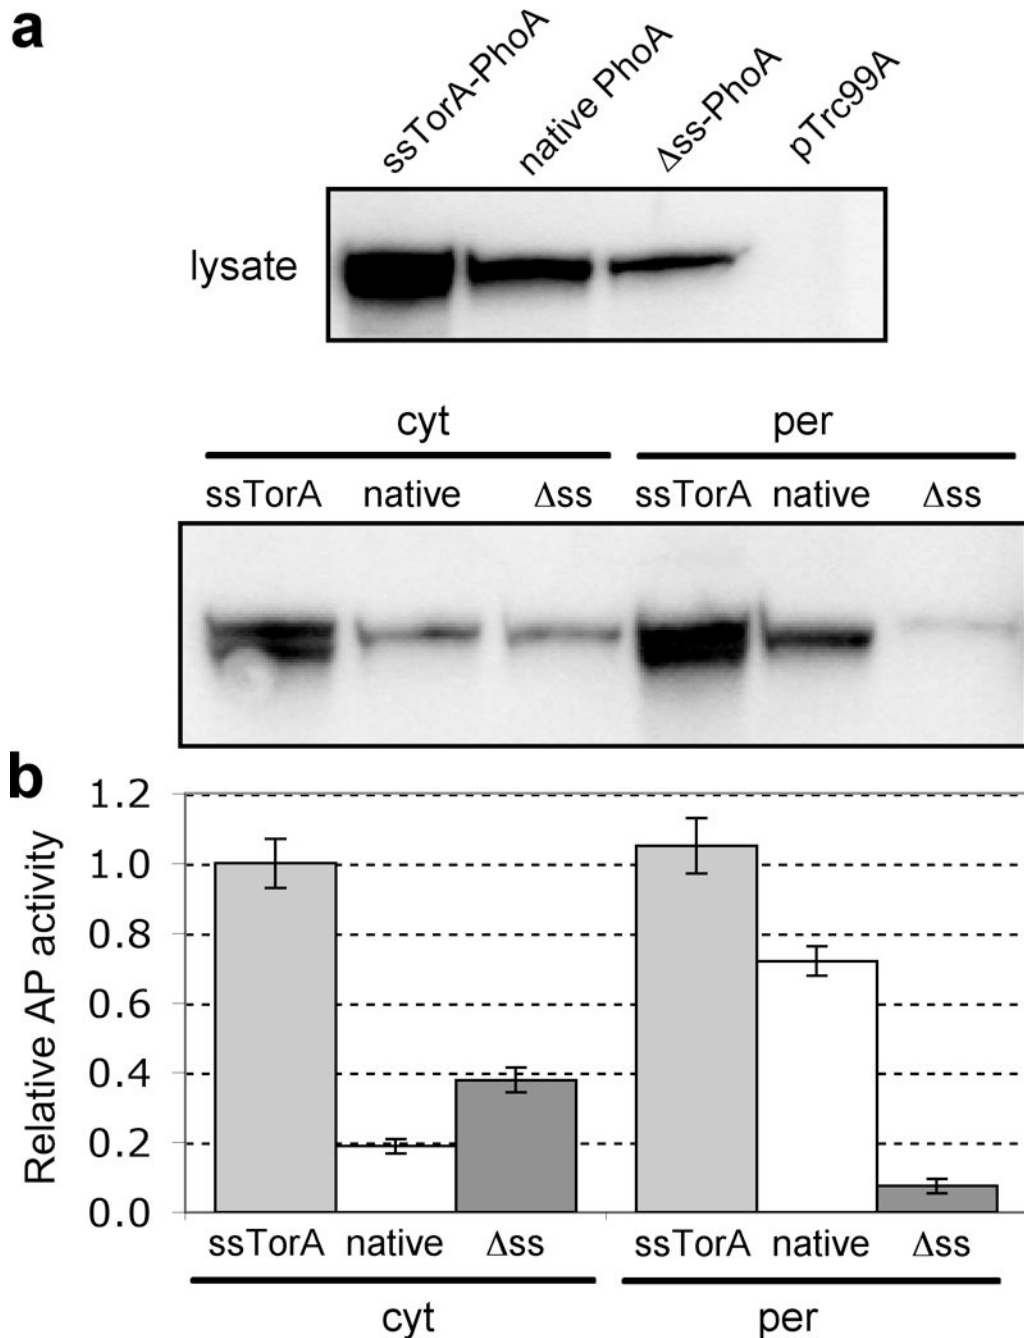 a
ssTorA-PhoA
native PhoA
Δss-PhoA
pTrc99A
lysate
cyt per
ssTorA native Δss ssTorA native Δss
b
Relative AP activity
1.2
1.0
0.8
0.6
0.4
0.2
0.0
ssTorA native Δss ssTorA native Δss
cyt per